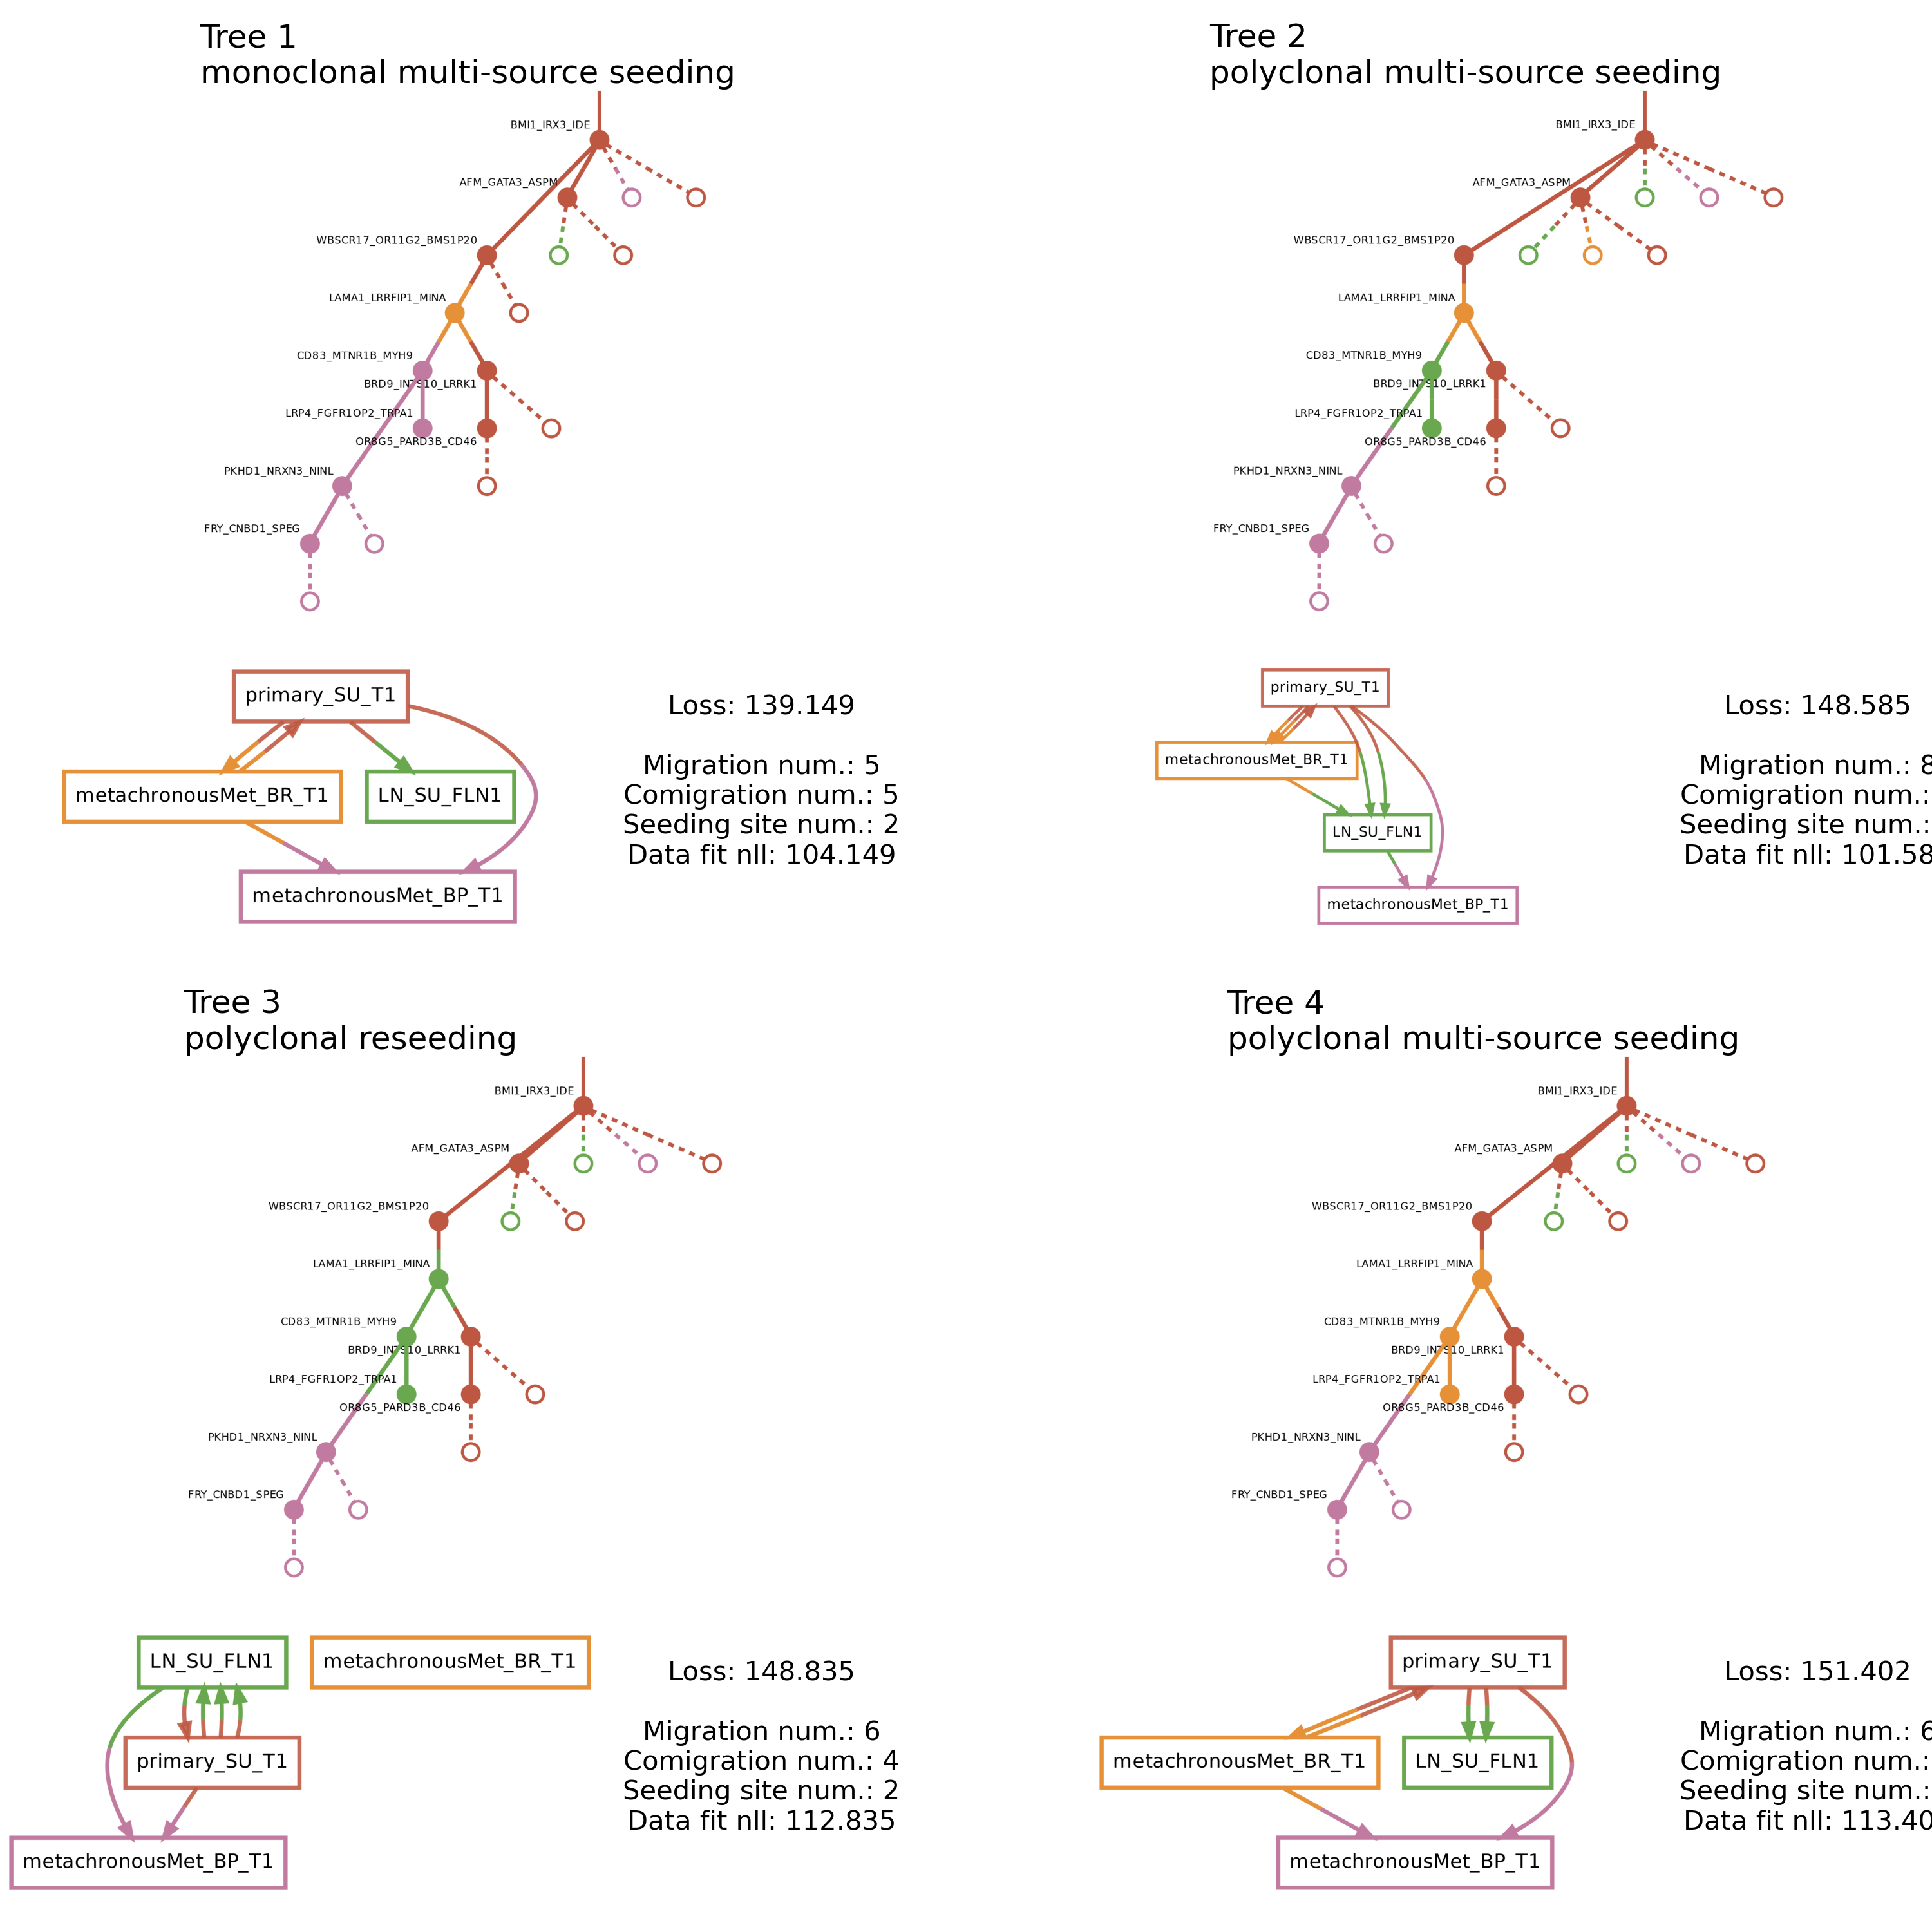 Tree 1
monoclonal multi-source seeding
BMI1_IRX3_IDE
AFM_GATA3_ASPM
WBSCR17_OR11G2_BMS1P20
LAMA1_LRRFIP1_MINA
CD83_MTNR1B_MYH9
BRD9_INTS10_LRRK1
LRP4_FGFR1OP2_TRPA1
OR8G5_PARD3B_CD46
PKHD1_NRXN3_NINL
FRY_CNBD1_SPEG
primary_SU_T1
metachronousMet_BR_T1
LN_SU_FLN1
metachronousMet_BP_T1
Loss: 139.149
Migration num.: 5
Comigration num.: 5
Seeding site num.: 2
Data fit nll: 104.149
Tree 2
polyclonal multi-source seeding
BMI1_IRX3_IDE
AFM_GATA3_ASPM
WBSCR17_OR11G2_BMS1P20
LAMA1_LRRFIP1_MINA
CD83_MTNR1B_MYH9
BRD9_INTS10_LRRK1
LRP4_FGFR1OP2_TRPA1
OR8G5_PARD3B_CD46
PKHD1_NRXN3_NINL
FRY_CNBD1_SPEG
primary_SU_T1
metachronousMet_BR_T1
LN_SU_FLN1
metachronousMet_BP_T1
Loss: 148.585
Migration num.: 8
Comigration num.:
Seeding site num.:
Data fit nll: 101.58
Tree 3
polyclonal reseeding
BMI1_IRX3_IDE
AFM_GATA3_ASPM
WBSCR17_OR11G2_BMS1P20
LAMA1_LRRFIP1_MINA
CD83_MTNR1B_MYH9
BRD9_INTS10_LRRK1
LRP4_FGFR1OP2_TRPA1
OR8G5_PARD3B_CD46
PKHD1_NRXN3_NINL
FRY_CNBD1_SPEG
LN_SU_FLN1
metachronousMet_BR_T1
primary_SU_T1
metachronousMet_BP_T1
Loss: 148.835
Migration num.: 6
Comigration num.: 4
Seeding site num.: 2
Data fit nll: 112.835
Tree 4
polyclonal multi-source seeding
BMI1_IRX3_IDE
AFM_GATA3_ASPM
WBSCR17_OR11G2_BMS1P20
LAMA1_LRRFIP1_MINA
CD83_MTNR1B_MYH9
BRD9_INTS10_LRRK1
LRP4_FGFR1OP2_TRPA1
OR8G5_PARD3B_CD46
PKHD1_NRXN3_NINL
FRY_CNBD1_SPEG
primary_SU_T1
metachronousMet_BR_T1
LN_SU_FLN1
metachronousMet_BP_T1
Loss: 151.402
Migration num.: 6
Comigration num.:
Seeding site num.:
Data fit nll: 113.40